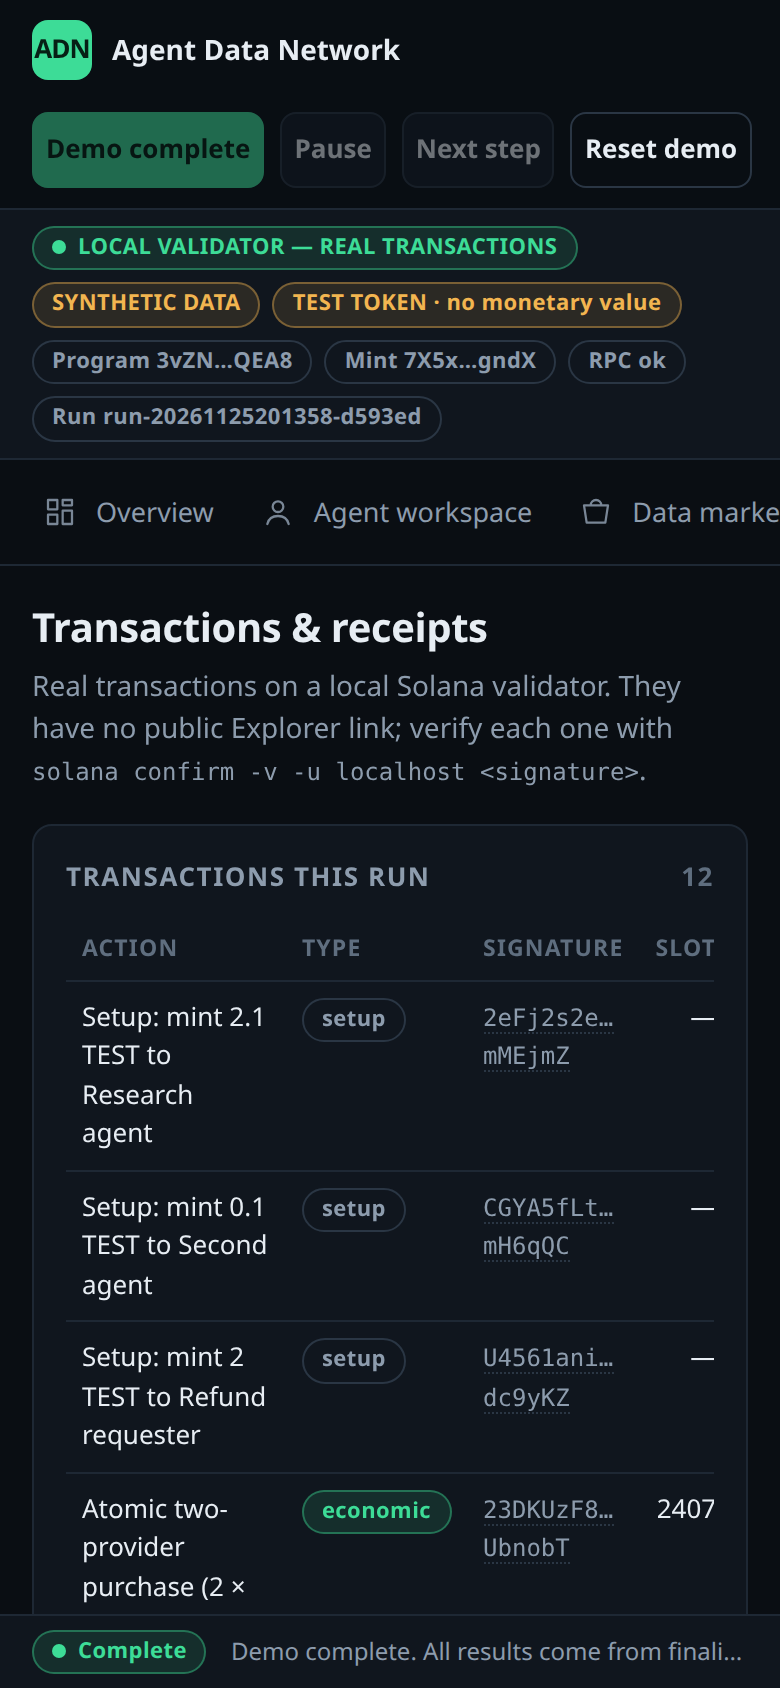 ADN Agent Data Network
Demo complete Pause Next step Reset demo
LOCAL VALIDATOR — REAL TRANSACTIONS
SYNTHETIC DATA TEST TOKEN · no monetary value
Program 3vZN…QEA8 Mint 7X5x…gndX RPC ok
Run run-20261125201358-d593ed
Overview Agent workspace Data marke
Transactions & receipts
Real transactions on a local Solana validator. They
have no public Explorer link; verify each one with
solana confirm -v -u localhost <signature>.
TRANSACTIONS THIS RUN 12
ACTION TYPE SIGNATURE SLOT
Setup: mint 2.1 setup 2eFj2s2e… —
TEST to mMEjmZ
Research
agent
Setup: mint 0.1 setup CGYA5fLt… —
TEST to Second mH6qQC
agent
Setup: mint 2 setup U4561ani… —
TEST to Refund dc9yKZ
requester
Atomic two- economic 23DKUzF8… 2407
provider UbnobT
purchase (2 ×
Complete Demo complete. All results come from finali…